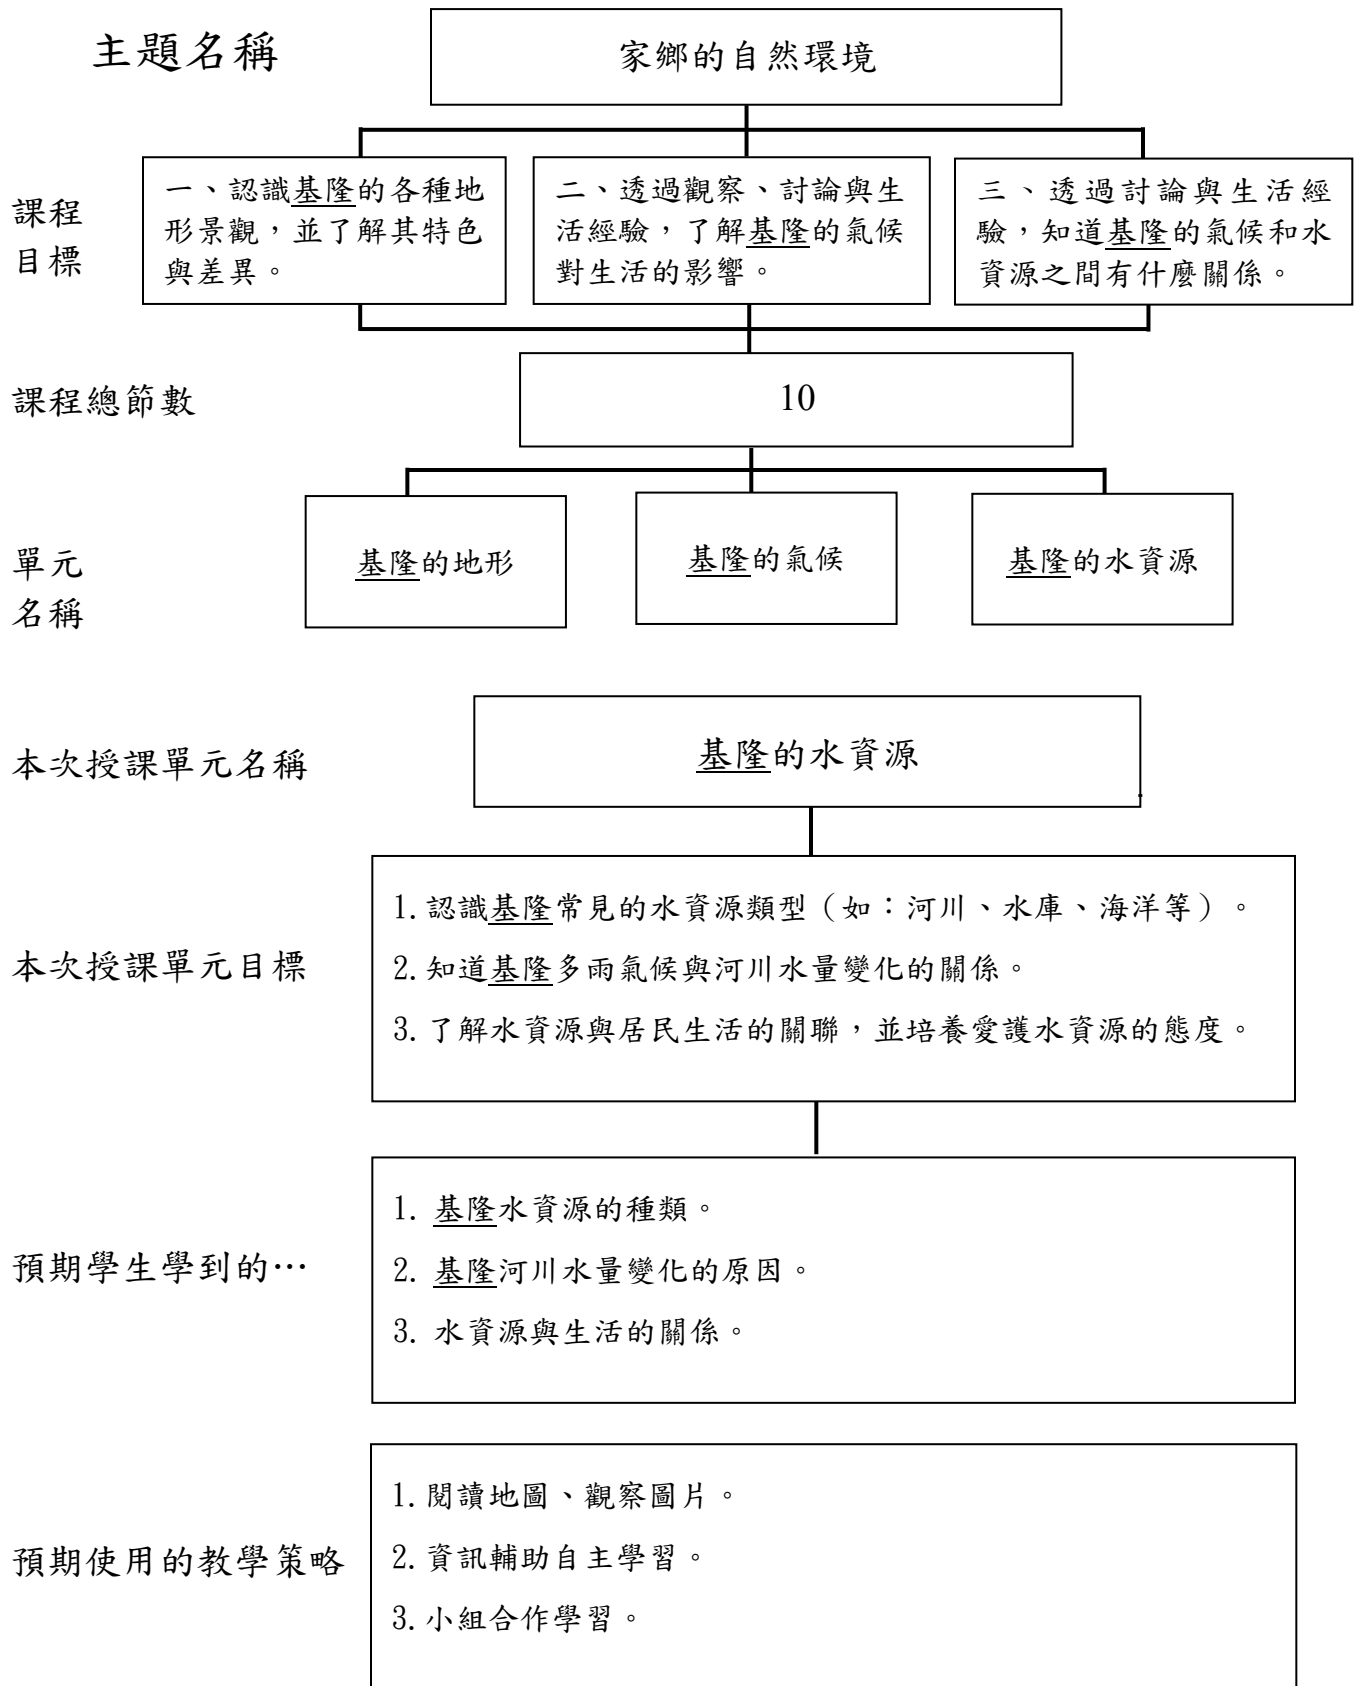 主題名稱
家鄉的自然環境
課程
目標
一、認識基隆的各種地
形景觀，並了解其特色
與差異。
二、透過觀察、討論與生
活經驗，了解基隆的氣候
對生活的影響。
三、透過討論與生活經
驗，知道基隆的氣候和水
資源之間有什麼關係。
課程總節數
10
單元
名稱
基隆的地形
基隆的氣候
基隆的水資源
本次授課單元名稱
基隆的水資源
本次授課單元目標
1.認識基隆常見的水資源類型（如：河川、水庫、海洋等）。
2.知道基隆多雨氣候與河川水量變化的關係。
3.了解水資源與居民生活的關聯，並培養愛護水資源的態度。
預期學生學到的…
1. 基隆水資源的種類。
2. 基隆河川水量變化的原因。
3. 水資源與生活的關係。
預期使用的教學策略
1.閱讀地圖、觀察圖片。
2.資訊輔助自主學習。
3.小組合作學習。